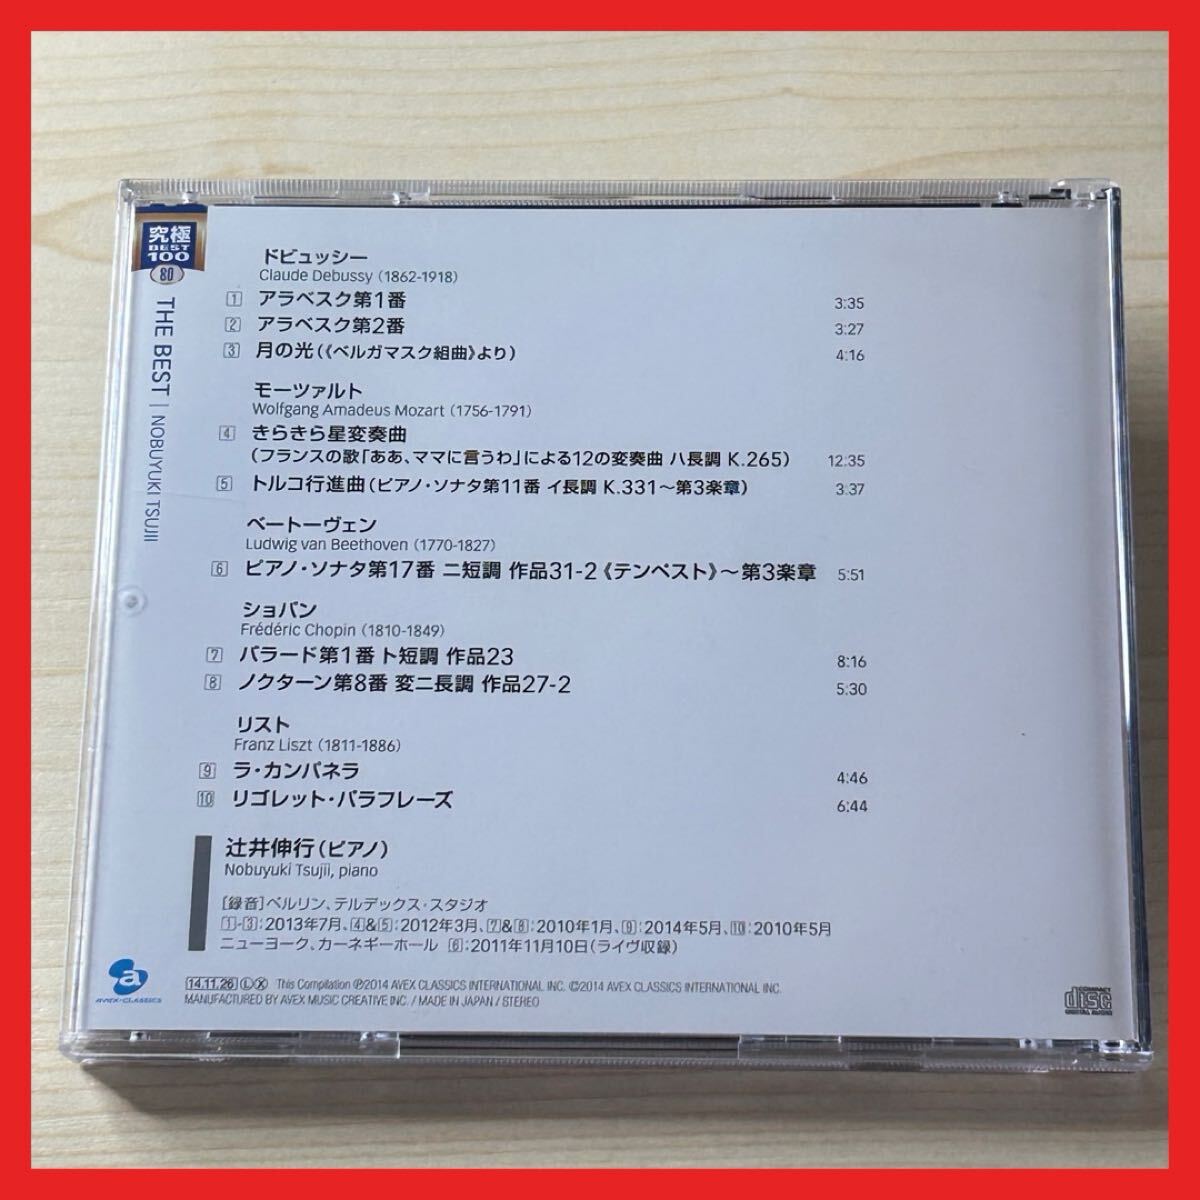 究極
BEST
100
80
THE BEST | NOBUYUKI TSUJII
ドビュッシー
Claude Debussy (1862-1918)
1 アラベスク第1番 3:35
2 アラベスク第2番 3:27
3 月の光(《ベルガマスク組曲》より) 4:16
モーツァルト
Wolfgang Amadeus Mozart (1756-1791)
4 きらきら星変奏曲
(フランスの歌「ああ、ママに言うわ」による12の変奏曲 ハ長調 K.265) 12:35
5 トルコ行進曲(ピアノ・ソナタ第11番 イ長調 K.331〜第3楽章) 3:37
ベートーヴェン
Ludwig van Beethoven (1770-1827)
6 ピアノ・ソナタ第17番 ニ短調 作品31-2《テンペスト》〜第3楽章 5:51
ショパン
Frédéric Chopin (1810-1849)
7 バラード第1番 ト短調 作品23 8:16
8 ノクターン第8番 変ニ長調 作品27-2 5:30
リスト
Franz Liszt (1811-1886)
9 ラ・カンパネラ 4:46
10 リゴレット・パラフレーズ 6:44
辻井伸行(ピアノ)
Nobuyuki Tsujii, piano
[録音]ベルリン、テルデックス・スタジオ
1-3:2013年7月、4&5:2012年3月、7&8:2010年1月、9:2014年5月、10:2010年5月
ニューヨーク、カーネギーホール 6:2011年11月10日(ライヴ収録)
a
AVEX-CLASSICS
14.11.26 Ⓛ Ⓧ This Compilation ℗2014 AVEX CLASSICS INTERNATIONAL INC. ©2014 AVEX CLASSICS INTERNATIONAL INC.
MANUFACTURED BY AVEX MUSIC CREATIVE INC. / MADE IN JAPAN / STEREO
COMPACT
disc
DIGITAL AUDIO